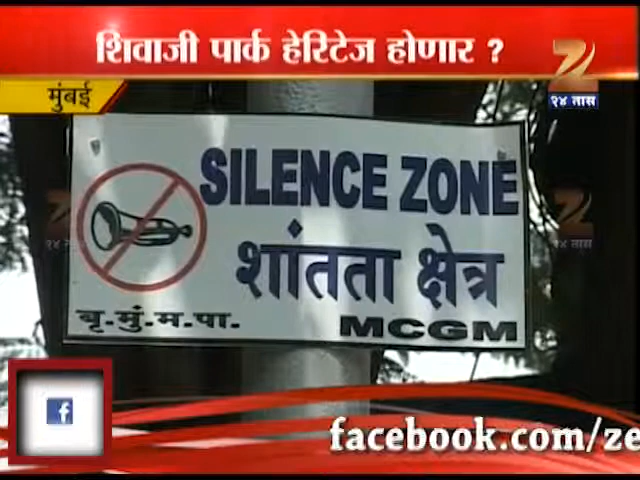 शिवाजी पार्क हेरिटेज होणार ?
२४ तास
मुंबई
SILENCE ZONE
शांतता क्षेत्र
बृ.मुं.म.पा.
MCGM
f
facebook.com/ze